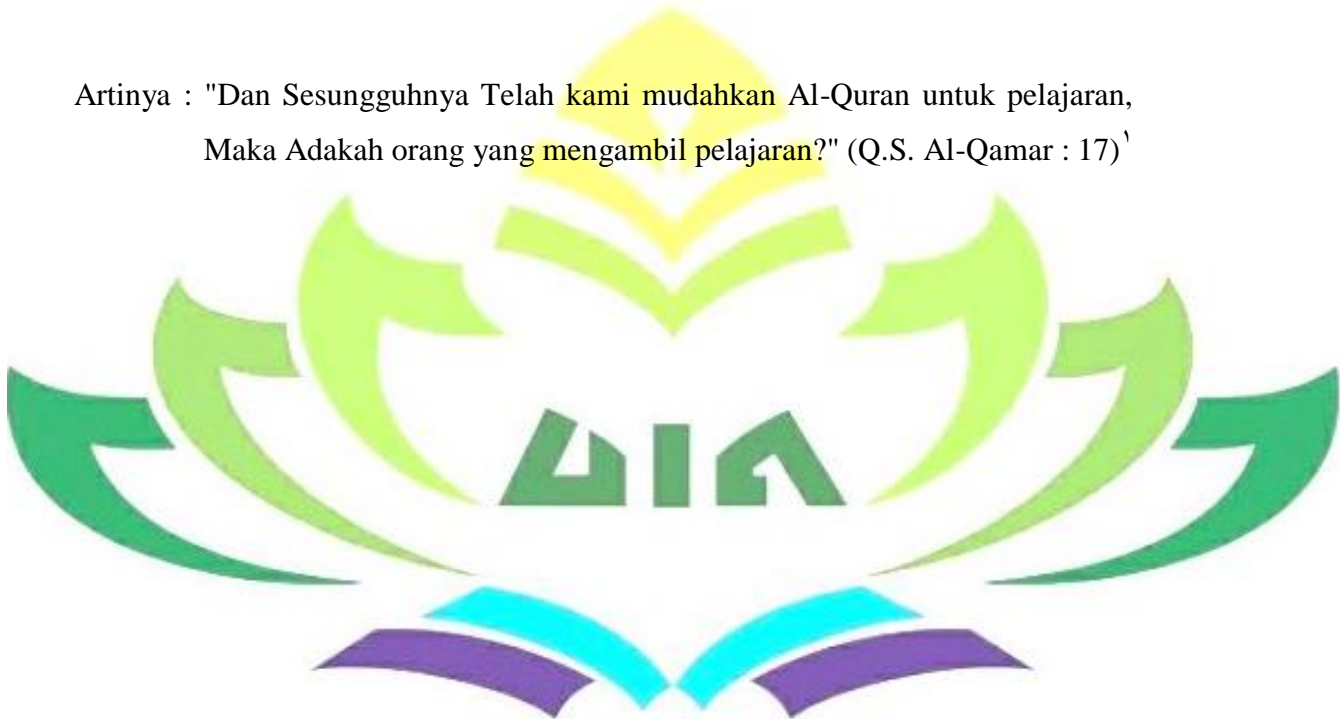 Artinya : "Dan Sesungguhnya Telah kami mudahkan Al-Quran untuk pelajaran,
Maka Adakah orang yang mengambil pelajaran?" (Q.S. Al-Qamar : 17)١
UIN